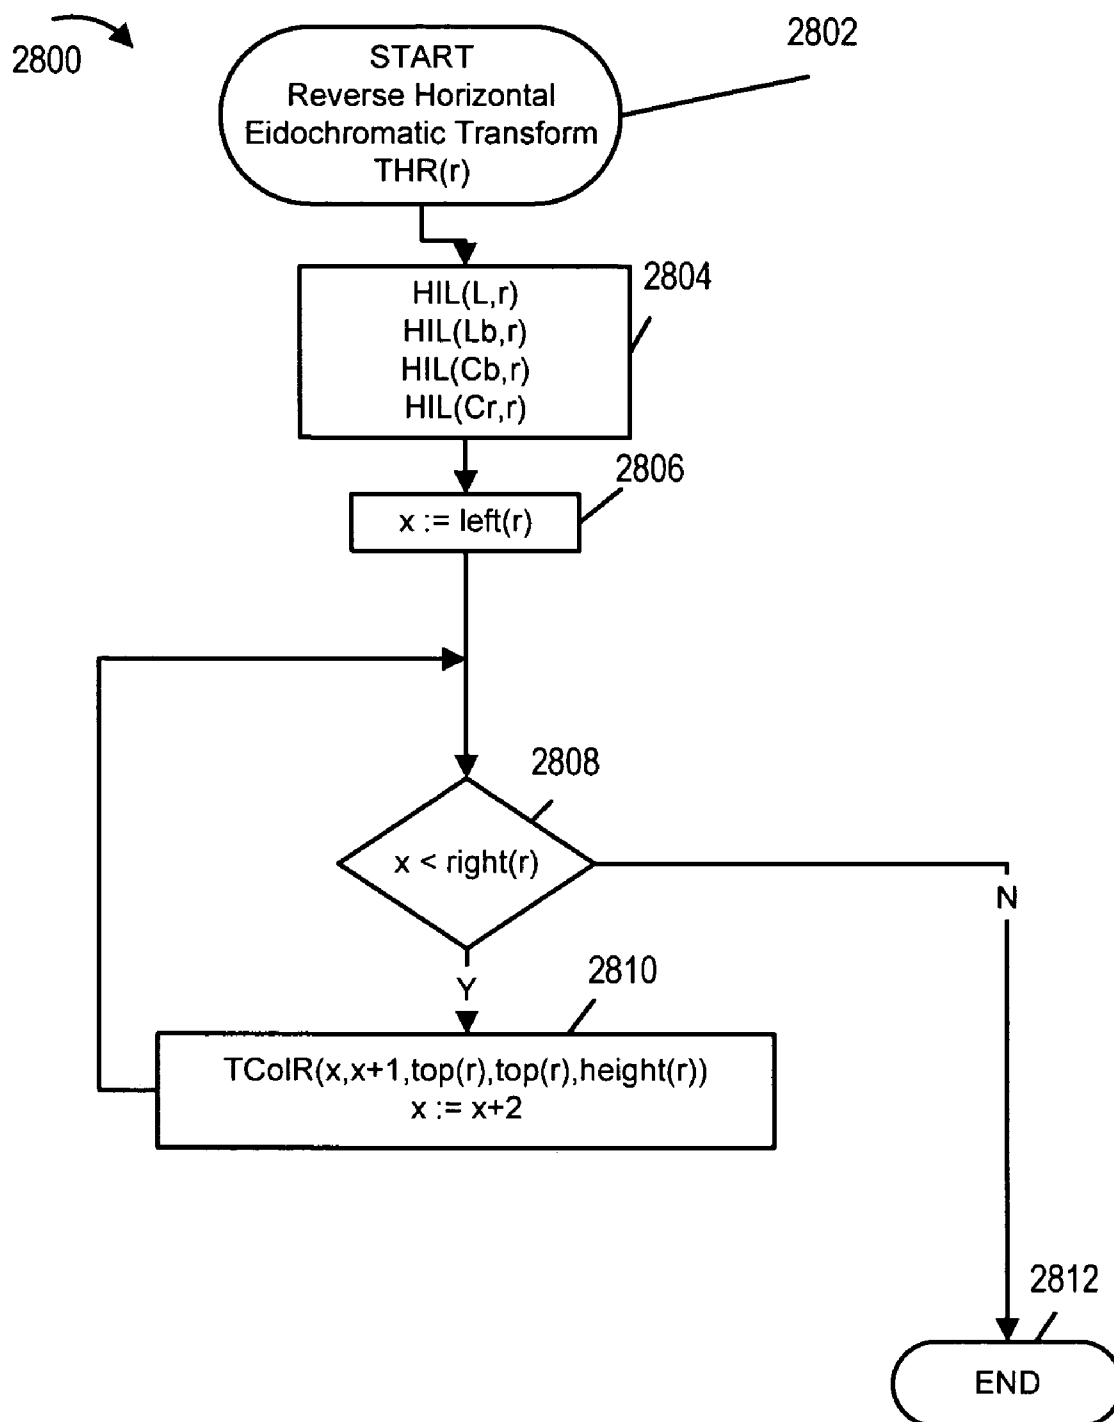 2800
2802
START
Reverse Horizontal
Eidochromatic Transform
THR(r)
2804
HIL(L,r)
HIL(Lb,r)
HIL(Cb,r)
HIL(Cr,r)
2806
x := left(r)
2808
x < right(r)
N
Y
2810
TColR(x,x+1,top(r),top(r),height(r))
x := x+2
2812
END